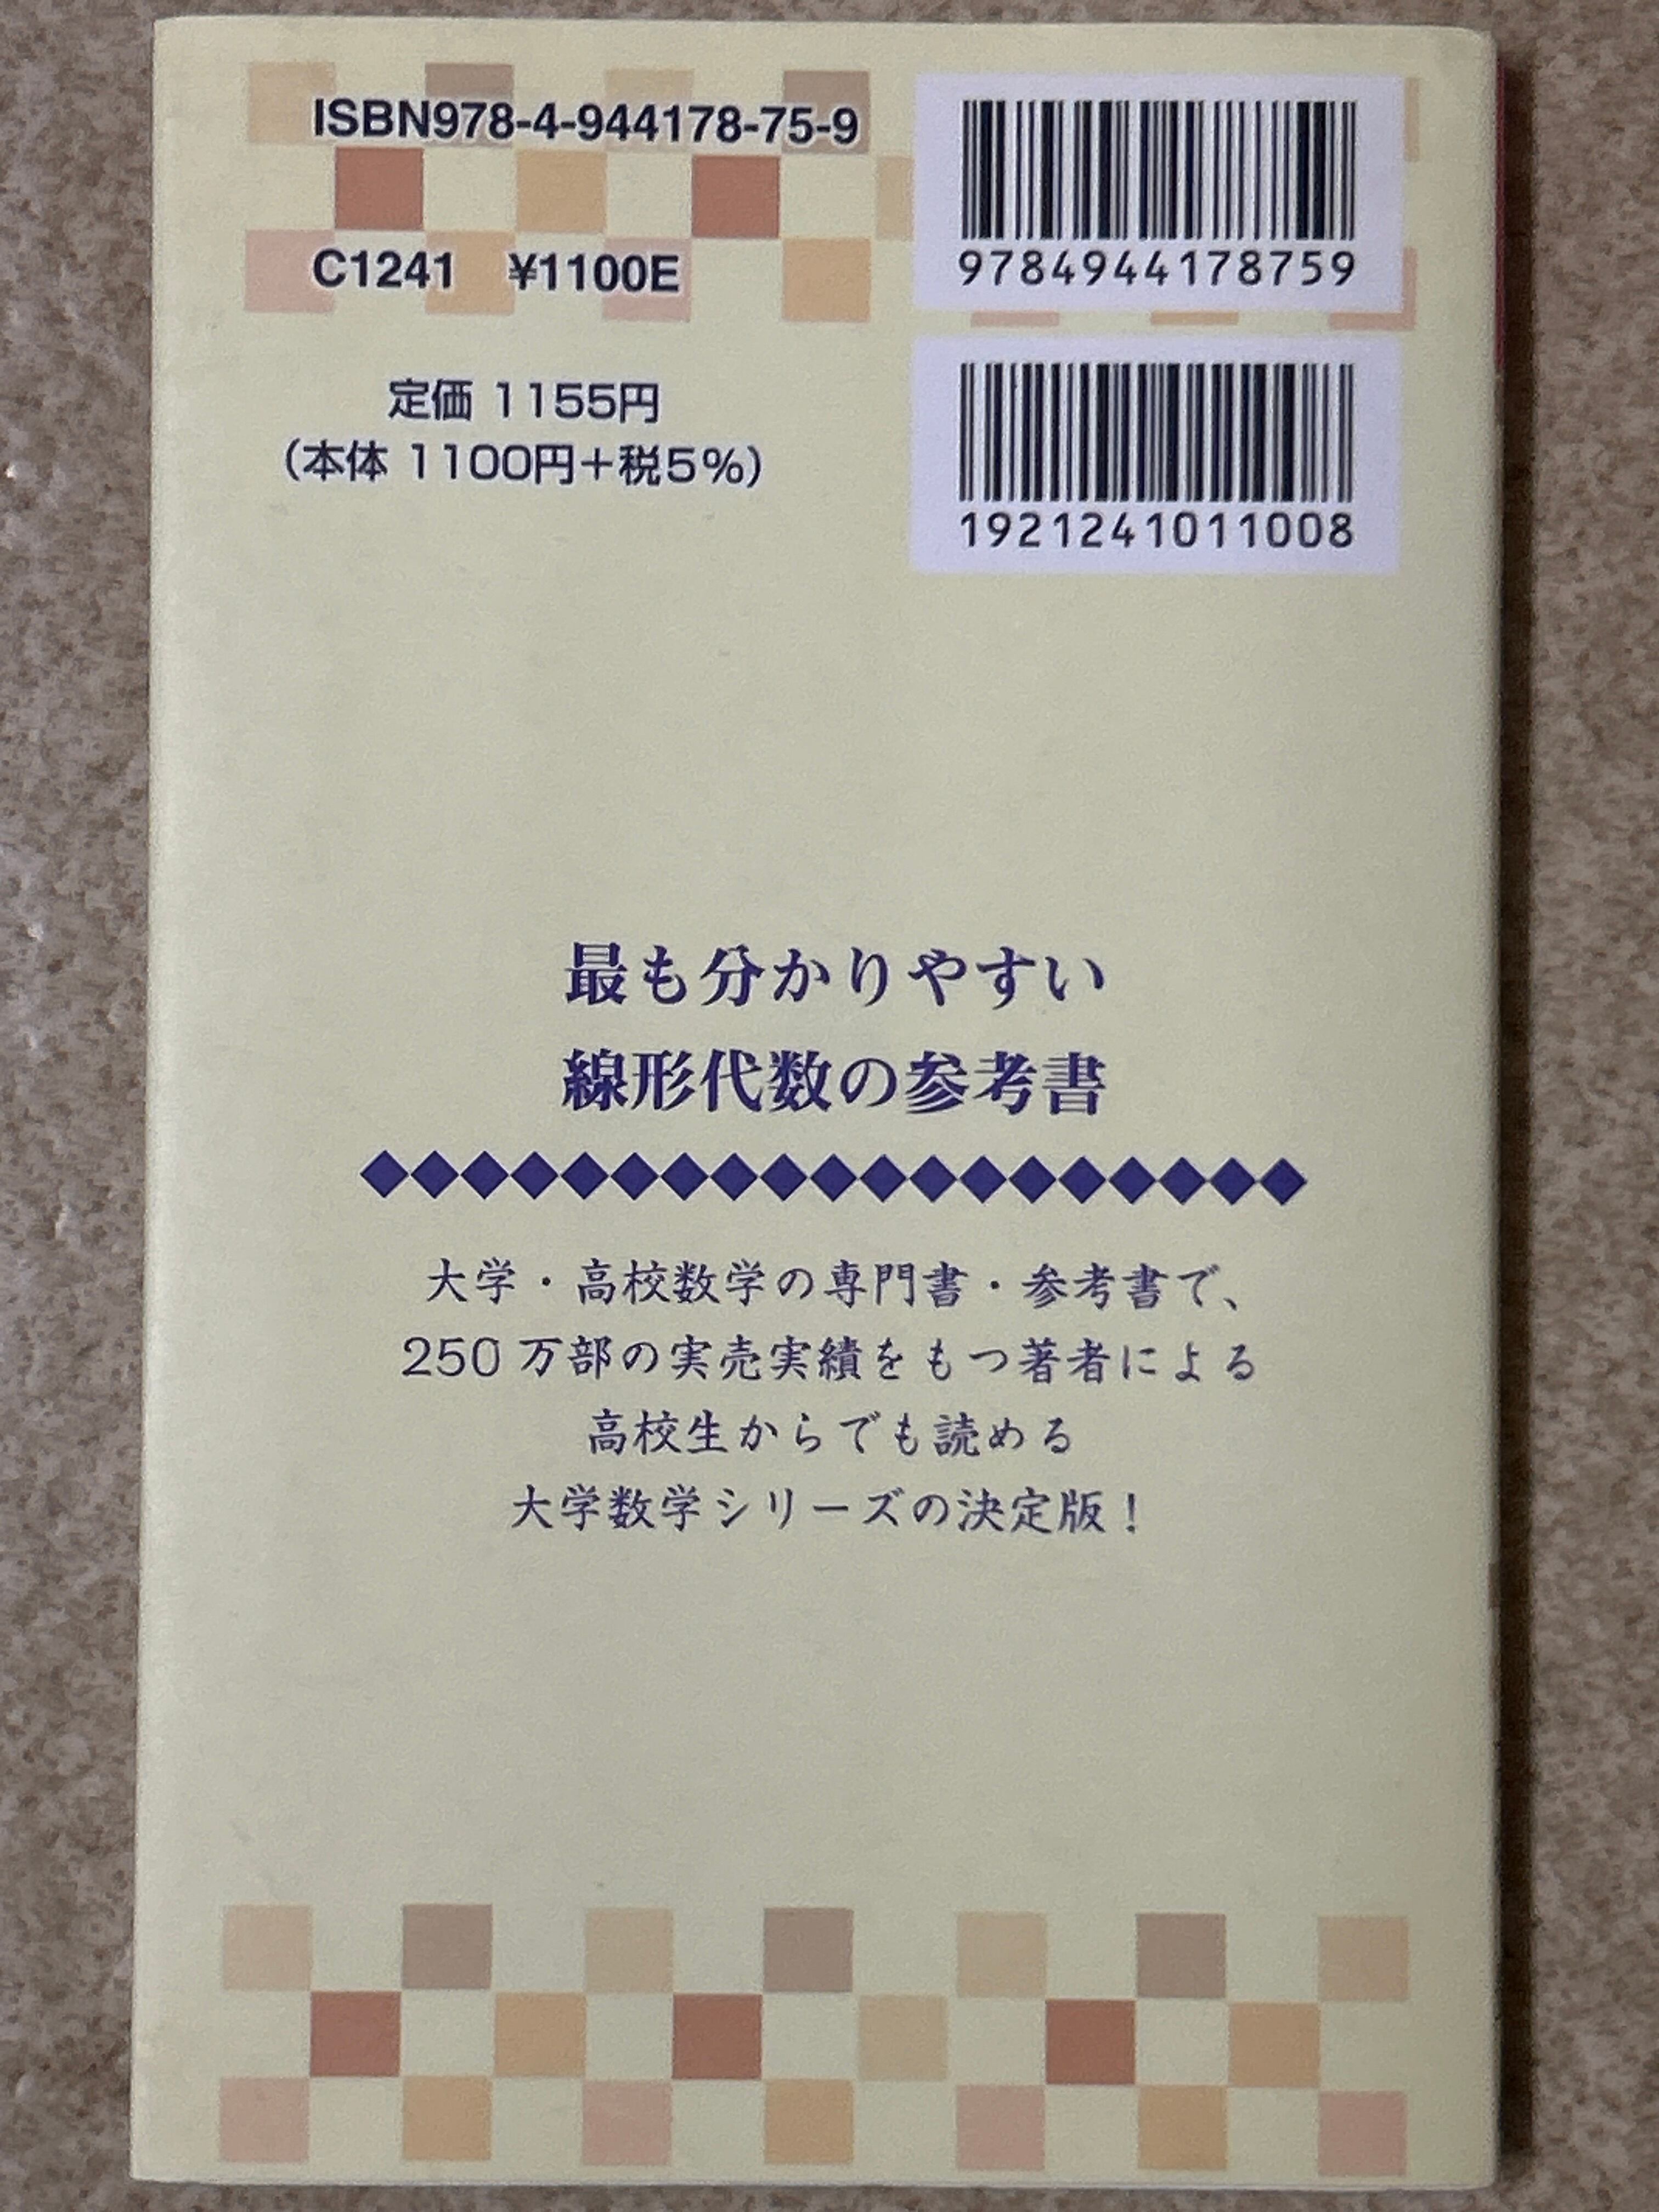 ISBN978-4-944178-75-9
C1241 ¥1100E
9784944178759
定価 1155円
(本体 1100円+税5%)
1921241011008
最も分かりやすい
線形代数の参考書
◆◆◆◆◆◆◆◆◆◆◆◆◆◆◆◆◆◆◆
大学・高校数学の専門書・参考書で、
250万部の実売実績をもつ著者による
高校生からでも読める
大学数学シリーズの決定版!